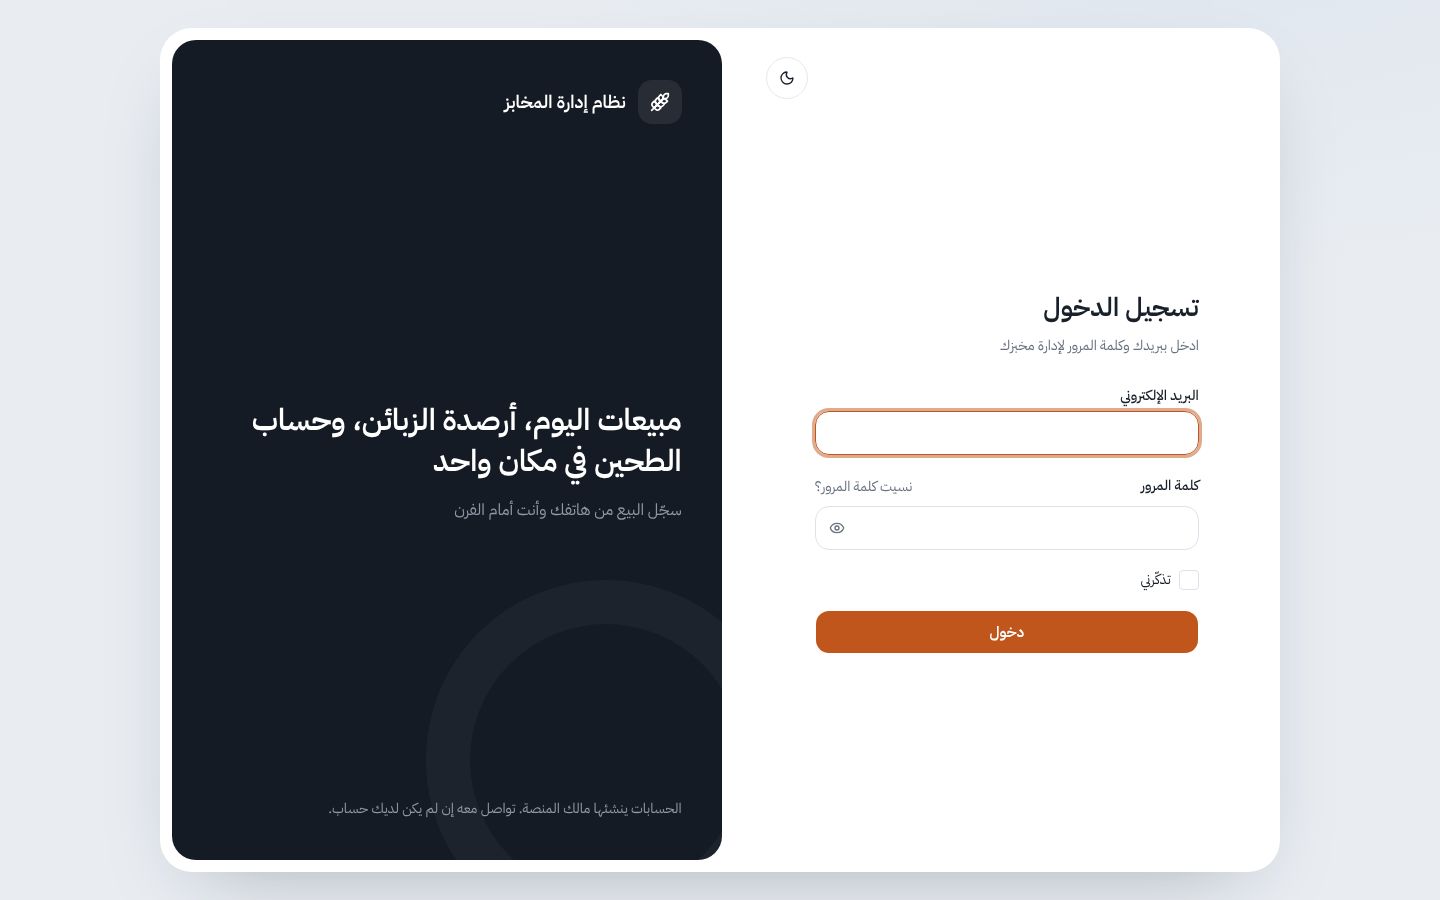 تسجيل الدخول
ادخل ببريدك وكلمة المرور لإدارة مخبزك
البريد الإلكتروني
كلمة المرور
نسيت كلمة المرور؟
تذكّرني
دخول
نظام إدارة المخابز
مبيعات اليوم، أرصدة الزبائن، وحساب
الطحين في مكان واحد
سجّل البيع من هاتفك وأنت أمام الفرن
الحسابات ينشئها مالك المنصة. تواصل معه إن لم يكن لديك حساب.